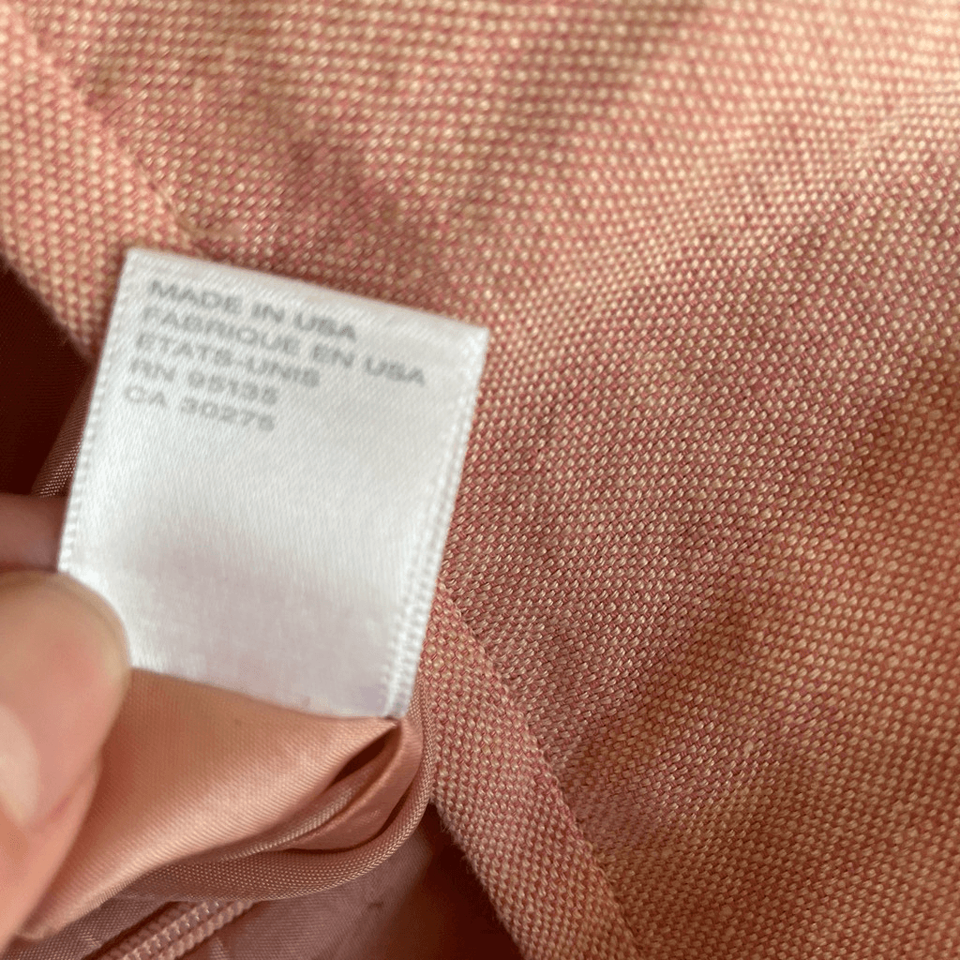 MADE IN USA
FABRIQUE EN USA
ETATS-UNIS
RN 95135
CA 30275